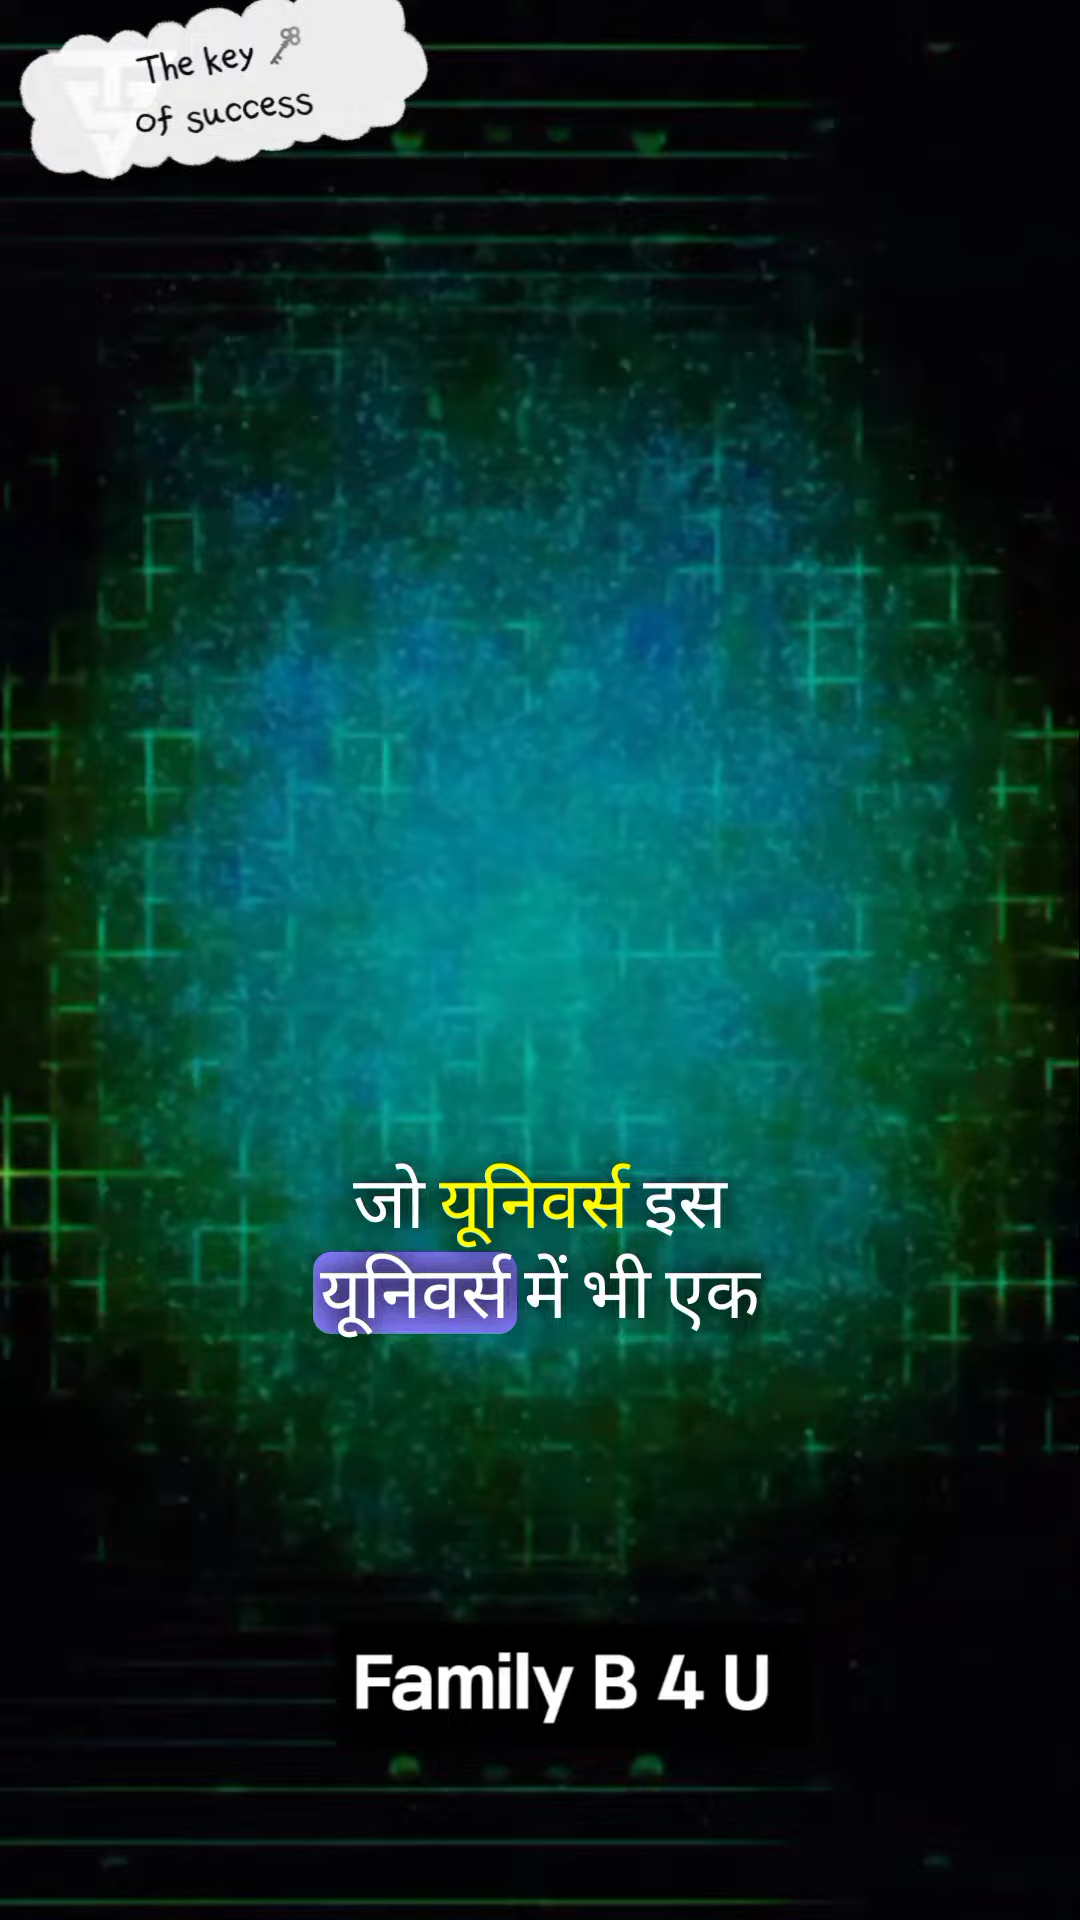 The key
of success
जो यूनिवर्स इस
यूनिवर्स में भी एक
Family B 4 U